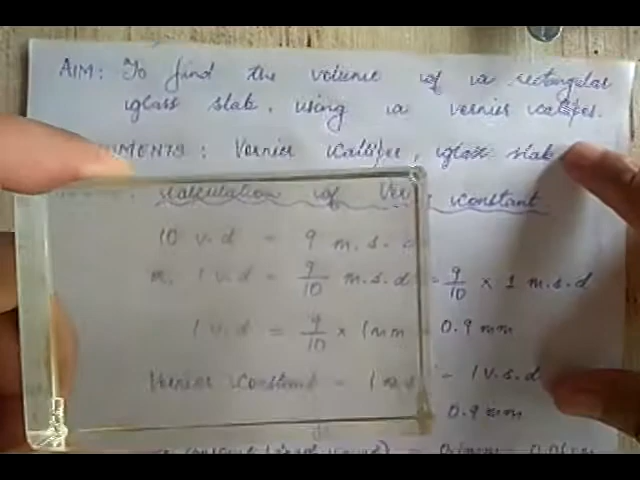 AIM: To find the volume of a rectangular
glass slab, using a vernier calliper.
UMENTS: Vernier calliper, glass slab
calculation of Ver constant
10 v.d = 9 m.s.d
1 v.d = 9/10 m.s.d = 9/10 x 1 m.s.d
1 v.d = 9/10 x 1mm 0.9 mm
Vernier constant = 1 m.s - 1 v.s.d
0.9 mm